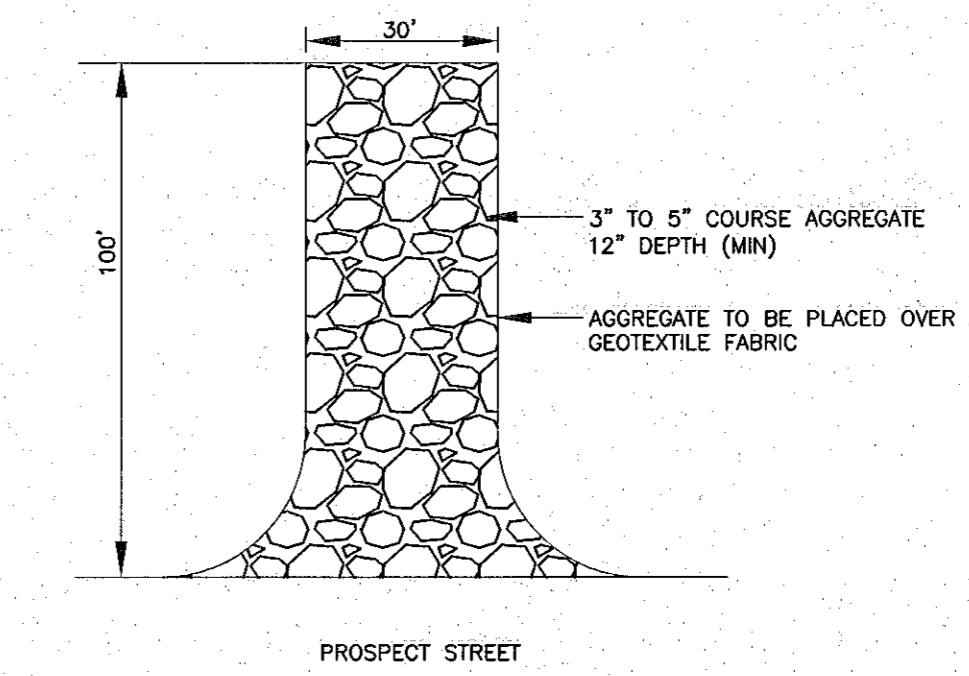 30'
100'
3" TO 5" COURSE AGGREGATE
12" DEPTH (MIN)
AGGREGATE TO BE PLACED OVER
GEOTEXTILE FABRIC
PROSPECT STREET